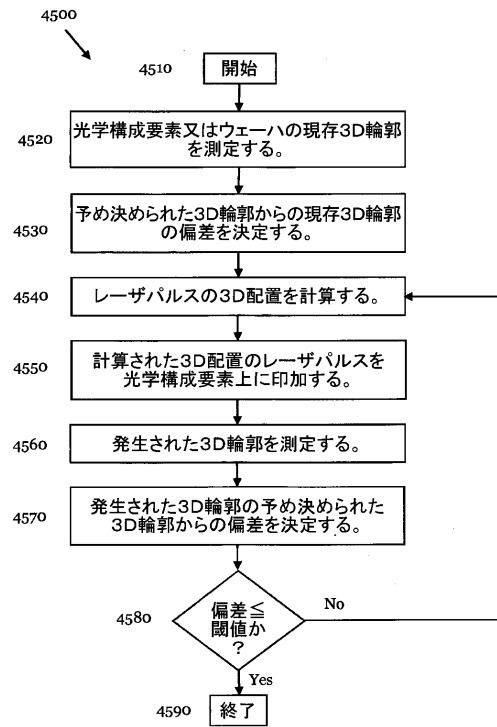 4500
4510
開始
4520
光学構成要素又はウェーハの現存3D輪郭
を測定する。
4530
予め決められた3D輪郭からの現存3D輪郭
の偏差を決定する。
4540
レーザパルスの3D配置を計算する。
4550
計算された3D配置のレーザパルスを
光学構成要素上に印加する。
4560
発生された3D輪郭を測定する。
4570
発生された3D輪郭の予め決められた
3D輪郭からの偏差を決定する。
4580
偏差≦
閾値か
?
No
Yes
4590
終了